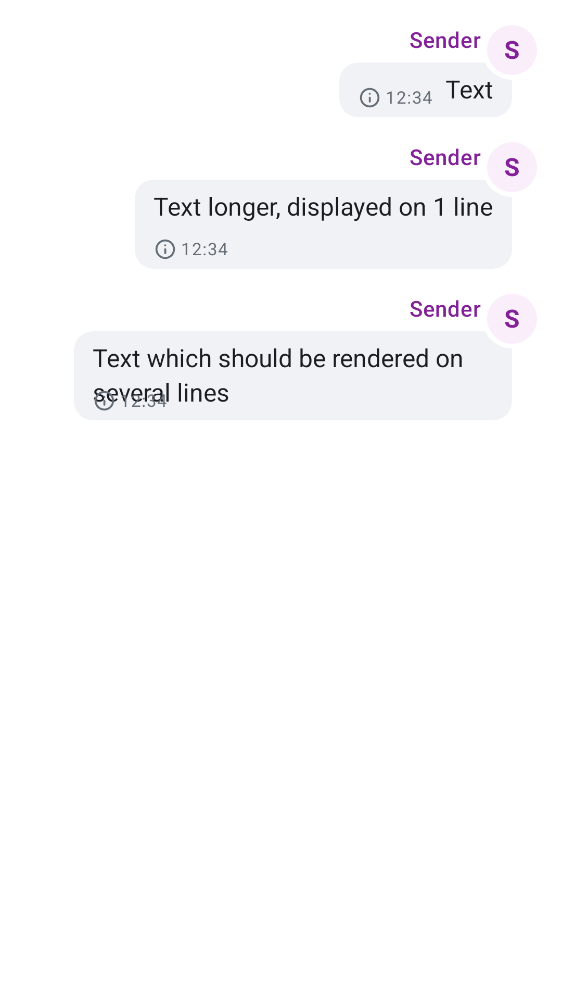 Sender S
12:34 Text
Sender S
Text longer, displayed on 1 line
12:34
Sender S
Text which should be rendered on
several lines
12:34